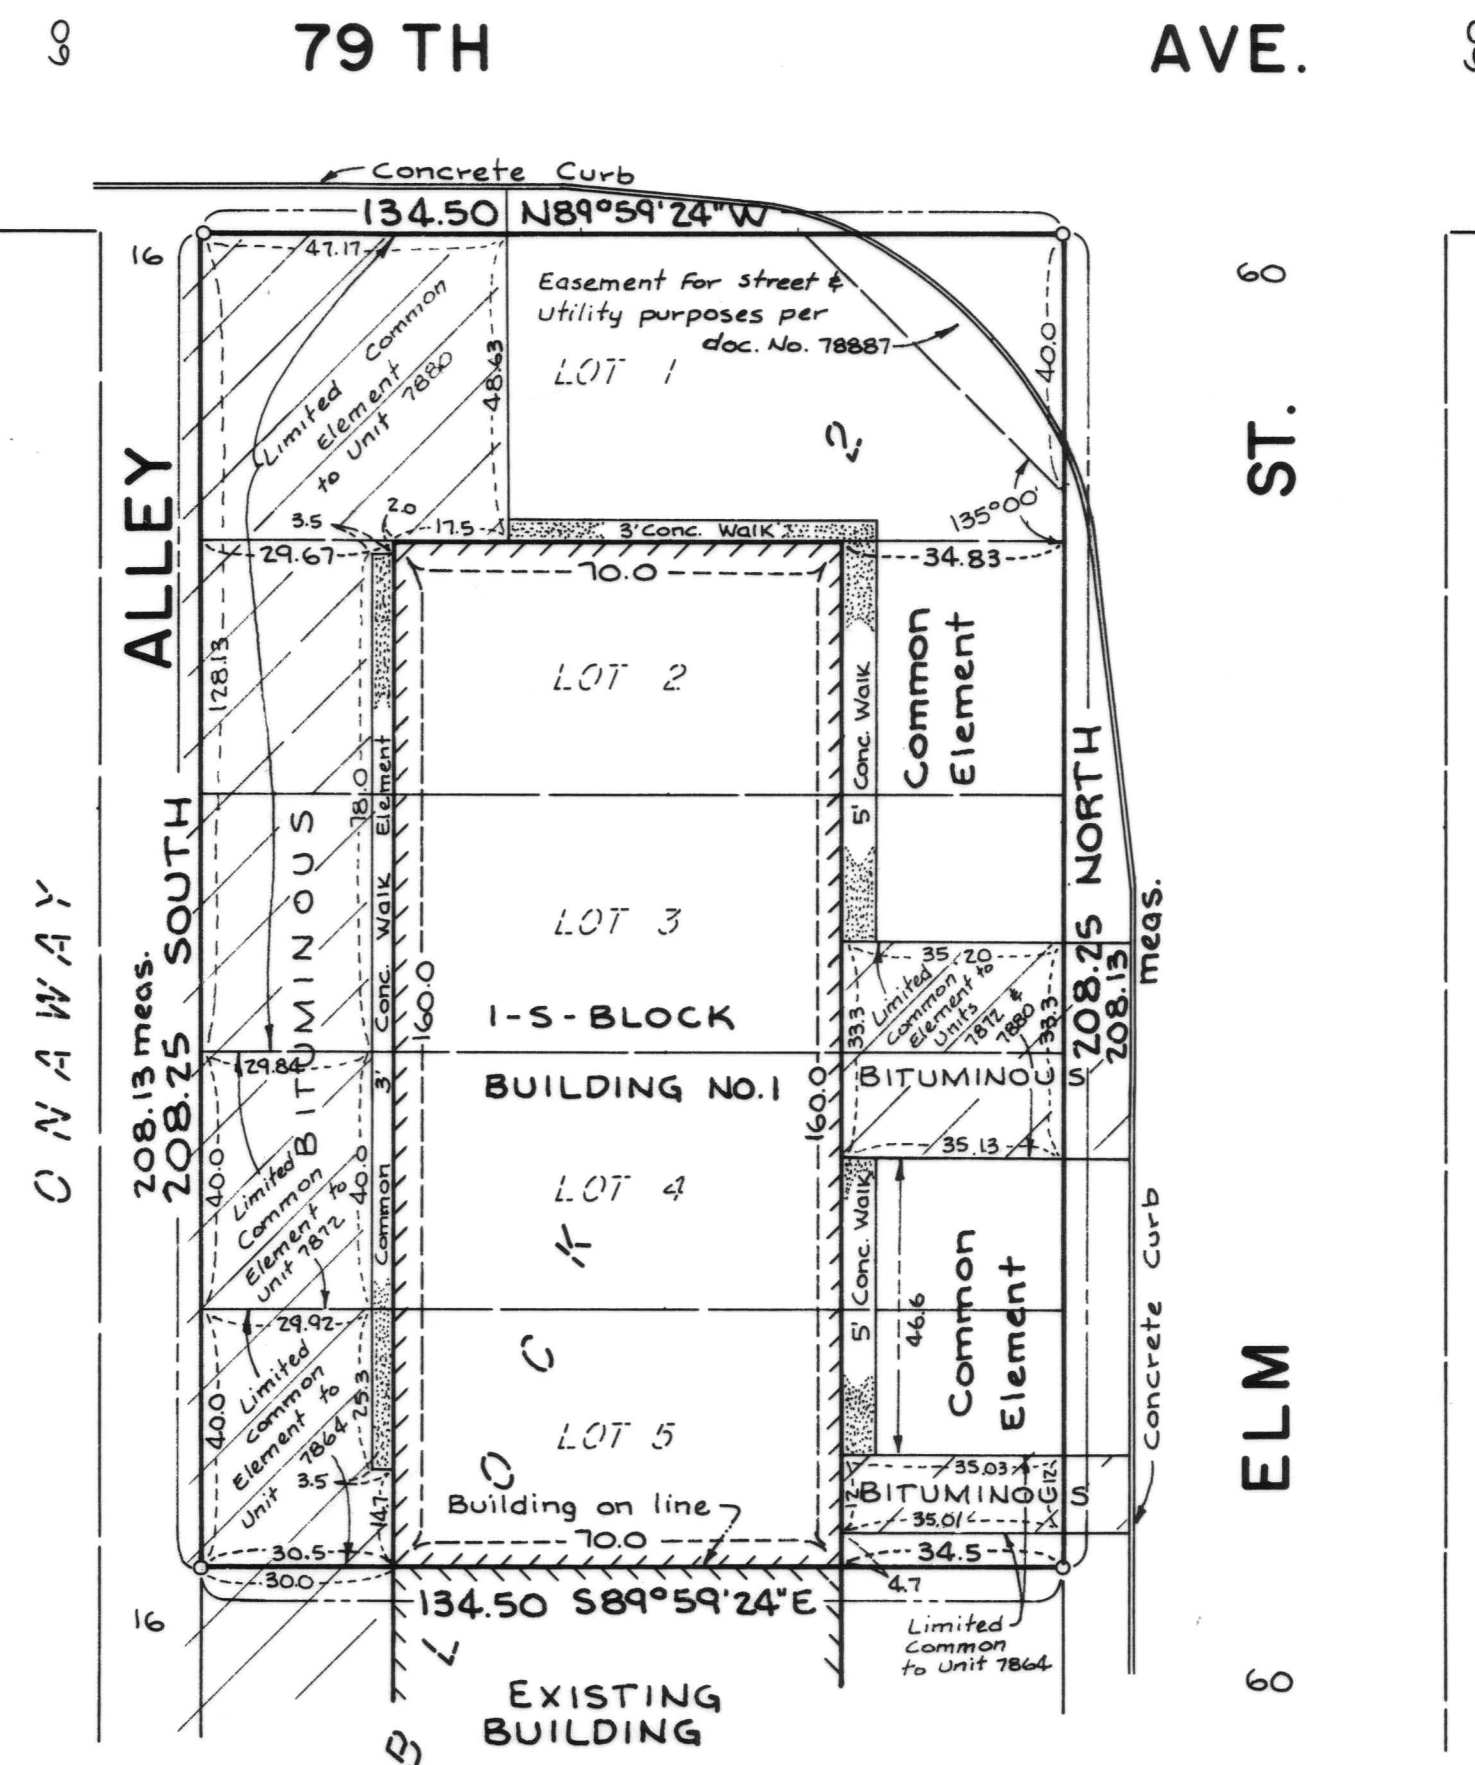 60
79 TH AVE.
60
Concrete Curb
134.50 N89°59'24"W
16
47.17
60
Easement For street &
utility purposes per
doc. No. 78887
LOT 1
Limited Common
Element
to Unit 7880
48.63
40.0
2
ALLEY
ST.
135°00'
3.5
2.0
17.5
3' Conc. Walk
29.67
70.0
34.83
128.13
LOT 2
5' Conc. Walk
Common
Element
78.0
3' Conc. Walk Common Element
BITUMINOUS
208.13 meas.
208.25 SOUTH
208.25 NORTH
208.13 meas.
CONAWAY
LOT 3
160.0
1-S-BLOCK
BUILDING NO.1
160.0
35.20
33.3
Limited
Common
Element to
Units
7872 &
7880
33.3
BITUMINOUS
35.13
29.84
40.0
Limited
Common
Element to
Unit 7872
40.0
LOT 4
5' Conc. Walk
46.6
Common
Element
Concrete Curb
ELM
29.92
40.0
Limited
Common
Element to
Unit 7864
25.3
3.5
14.7
LOT 5
BLOCK
Building on line
70.0
35.03
12
BITUMINOUS
12
35.01
30.5
30.0
34.5
4.7
134.50 S89°59'24"E
16
Limited
Common
to Unit 7864
EXISTING
BUILDING
60